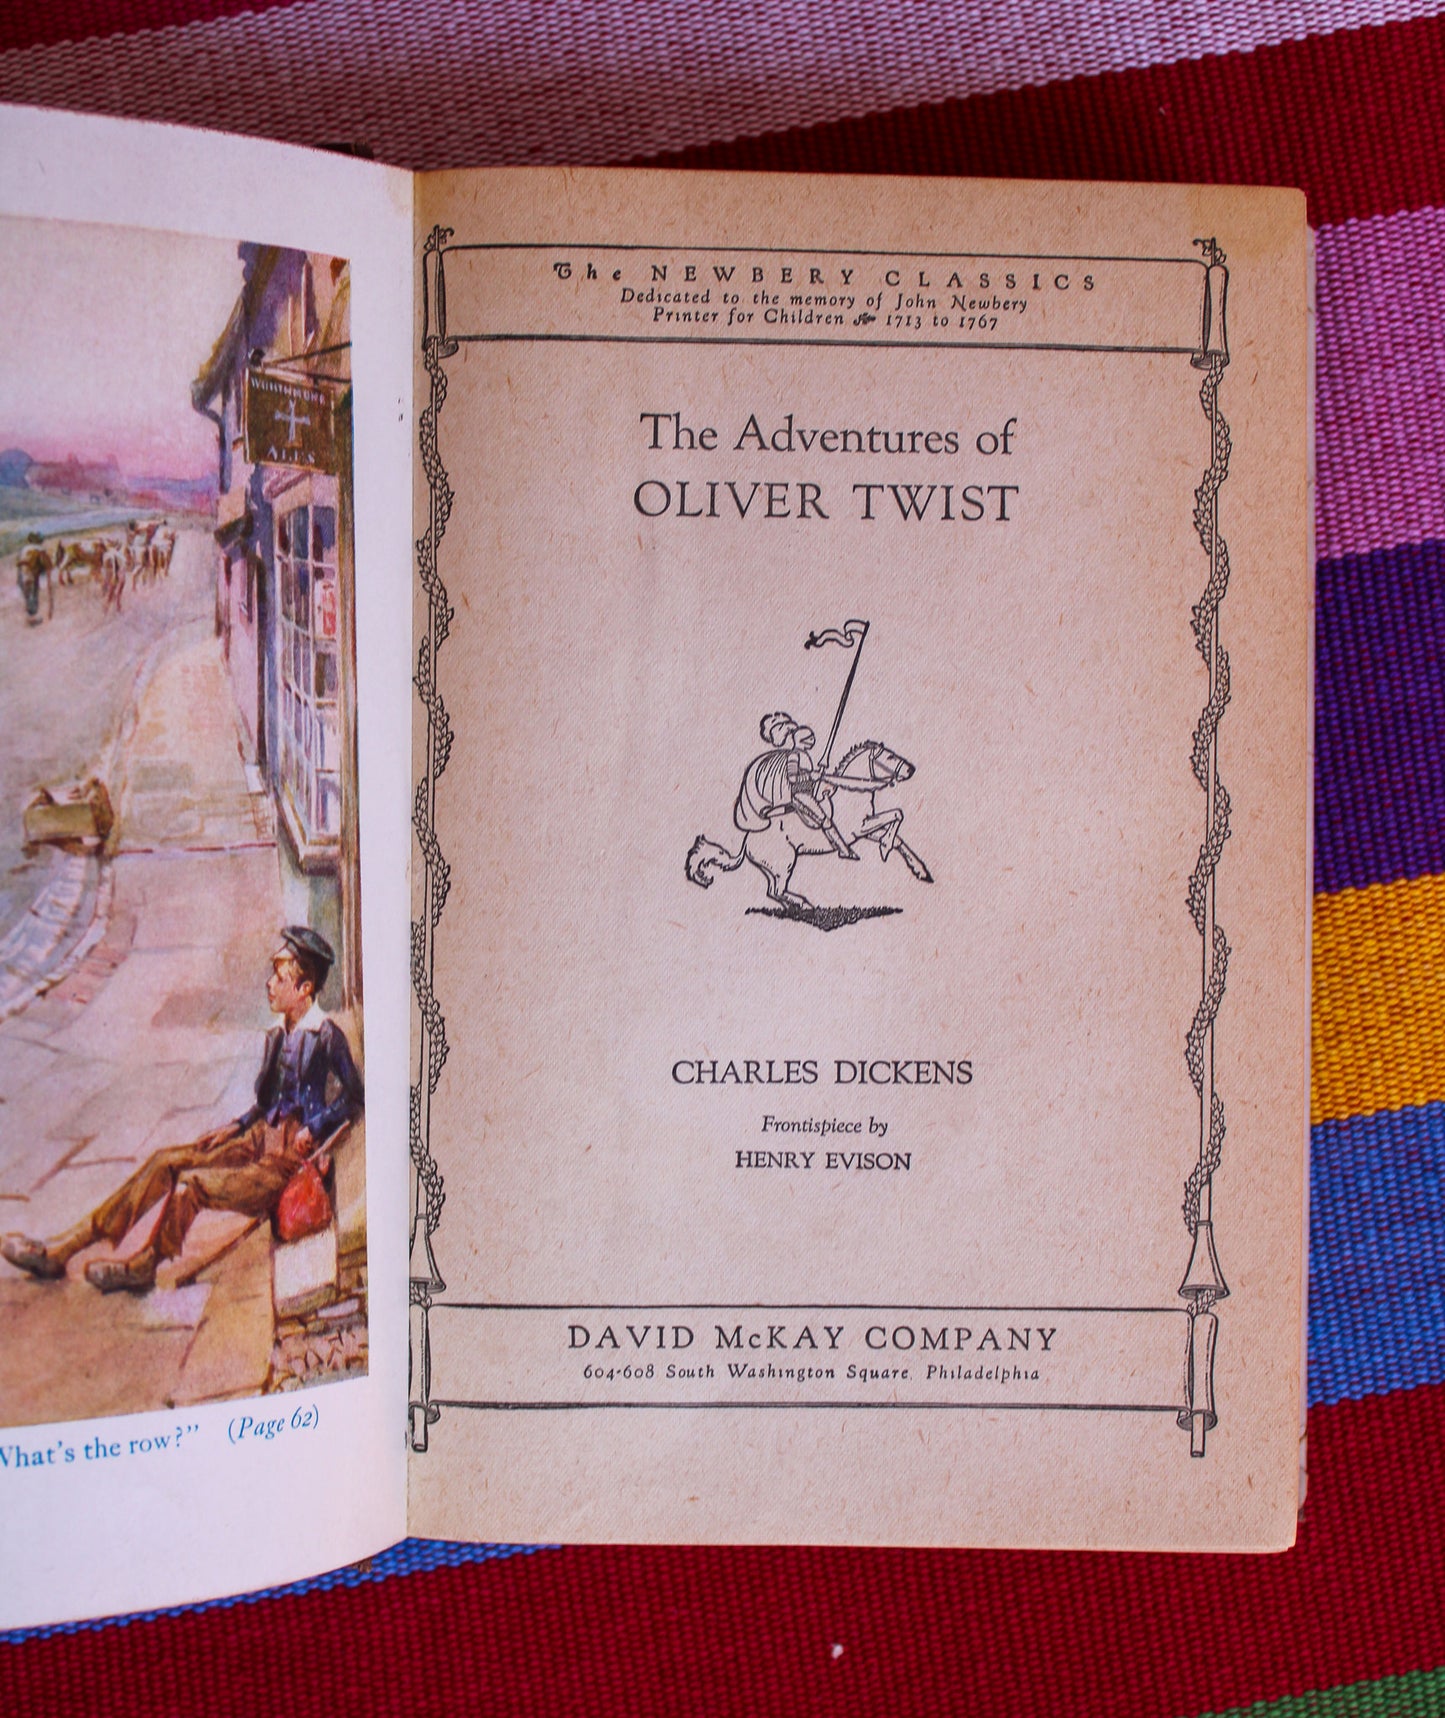 WORTHMORE
ALES
What's the row?" (Page 62)
The NEWBERY CLASSICS
Dedicated to the memory of John Newbery
Printer for Children 1713 to 1767
The Adventures of
OLIVER TWIST
CHARLES DICKENS
Frontispiece by
HENRY EVISON
DAVID McKAY COMPANY
604-608 South Washington Square, Philadelphia